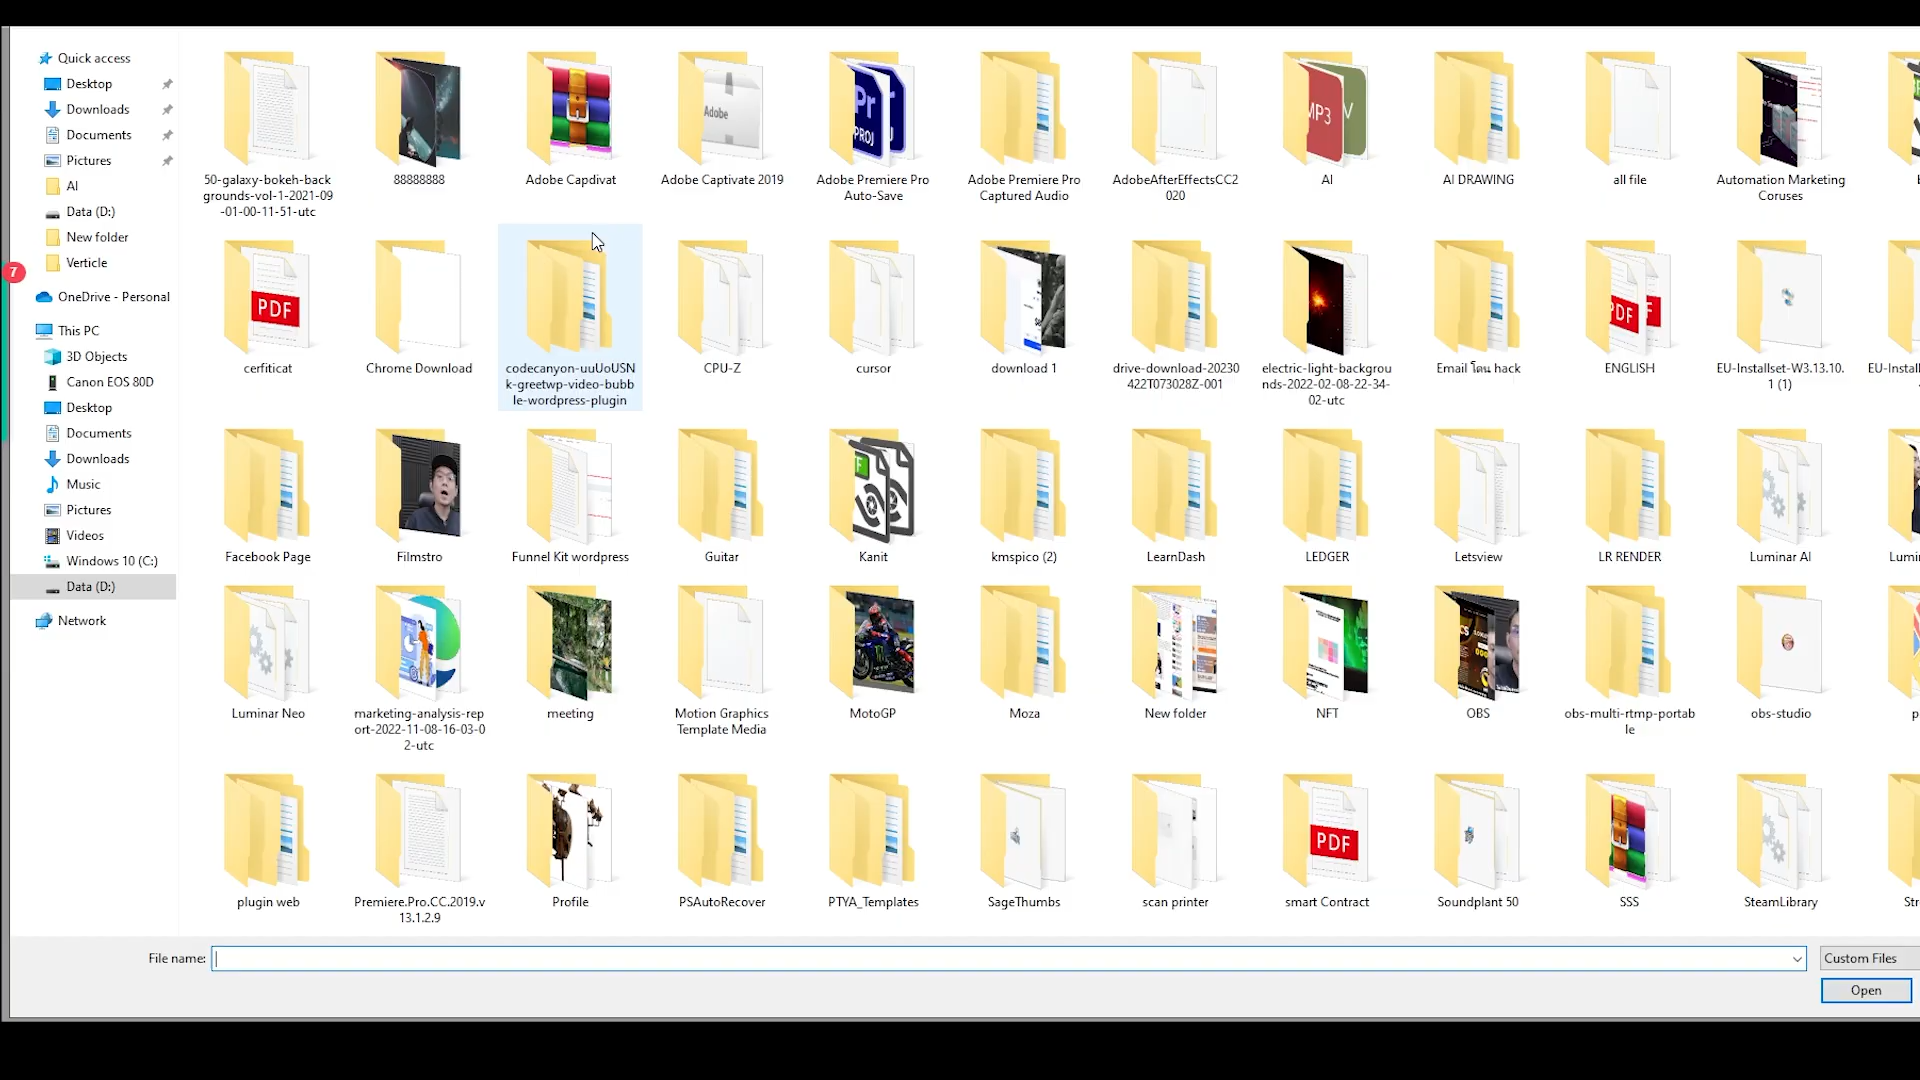 Quick access
Desktop
Downloads
Documents
Pictures
AI
Data (D:)
New folder
Verticle
7
OneDrive - Personal
This PC
3D Objects
Canon EOS 80D
Desktop
Documents
Downloads
Music
Pictures
Videos
Windows 10 (C:)
Data (D:)
Network
Adobe
Pr
PROJ
MP3
V
50-galaxy-bokeh-back
grounds-vol-1-2021-09
-01-00-11-51-utc
88888888
Adobe Capdivat
Adobe Captivate 2019
Adobe Premiere Pro
Auto-Save
Adobe Premiere Pro
Captured Audio
AdobeAfterEffectsCC2
020
AI
AI DRAWING
all file
Automation Marketing
Coruses
PDF
PDF
cerfiticat
Chrome Download
codecanyon-uuUoUSN
k-greetwp-video-bubb
le-wordpress-plugin
CPU-Z
cursor
download 1
drive-download-20230
422T073028Z-001
electric-light-backgrou
nds-2022-02-08-22-34-
02-utc
Email โดน hack
ENGLISH
EU-Installset-W3.13.10.
1 (1)
EU-Instal
Facebook Page
Filmstro
Funnel Kit wordpress
Guitar
Kanit
kmspico (2)
LearnDash
LEDGER
Letsview
LR RENDER
Luminar AI
Lumin
Luminar Neo
marketing-analysis-rep
ort-2022-11-08-16-03-0
2-utc
meeting
Motion Graphics
Template Media
MotoGP
Moza
New folder
NFT
OBS
obs-multi-rtmp-portab
le
obs-studio
p
PDF
plugin web
Premiere.Pro.CC.2019.v
13.1.2.9
Profile
PSAutoRecover
PTYA_Templates
SageThumbs
scan printer
smart Contract
Soundplant 50
SSS
SteamLibrary
Str
File name:
Custom Files
Open